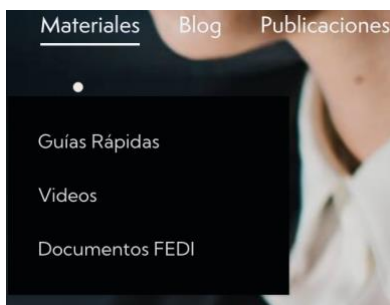 Materiales Blog Publicaciones
Guías Rápidas
Videos
Documentos FEDI